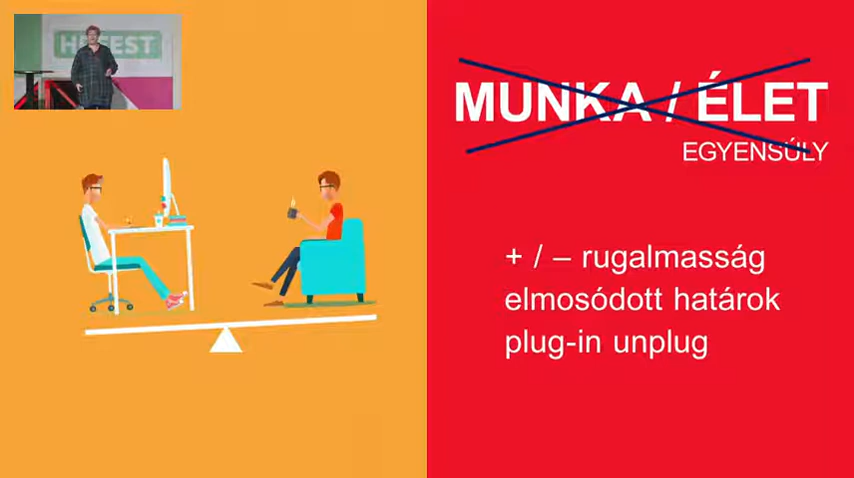 MUNKA / ÉLET
EGYENSÚLY
+ / – rugalmasság
elmosódott határok
plug-in unplug